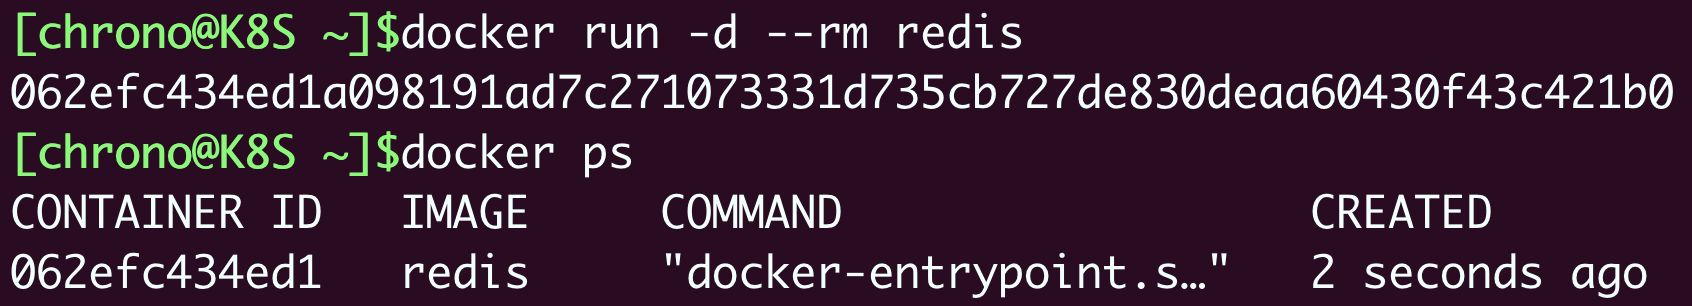 [chrono@K8S ~]$docker run -d --rm redis
062efc434ed1a098191ad7c271073331d735cb727de830deaa60430f43c421b0
[chrono@K8S ~]$docker ps
CONTAINER ID   IMAGE     COMMAND                  CREATED
062efc434ed1   redis     "docker-entrypoint.s…"   2 seconds ago